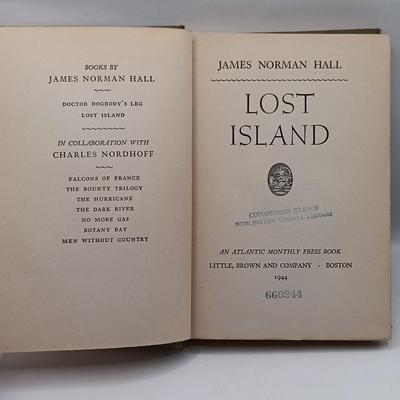 BOOKS BY
JAMES NORMAN HALL
DOCTOR DOGBODY'S LEG
LOST ISLAND
IN COLLABORATION WITH
CHARLES NORDHOFF
FALCONS OF FRANCE
THE BOUNTY TRILOGY
THE HURRICANE
THE DARK RIVER
NO MORE GAS
BOTANY BAY
MEN WITHOUT COUNTRY
JAMES NORMAN HALL
LOST
ISLAND
CINNAMINSON BRANCH
BURLINGTON COUNTY LIBRARY
AN ATLANTIC MONTHLY PRESS BOOK
LITTLE, BROWN AND COMPANY · BOSTON
1944
660944